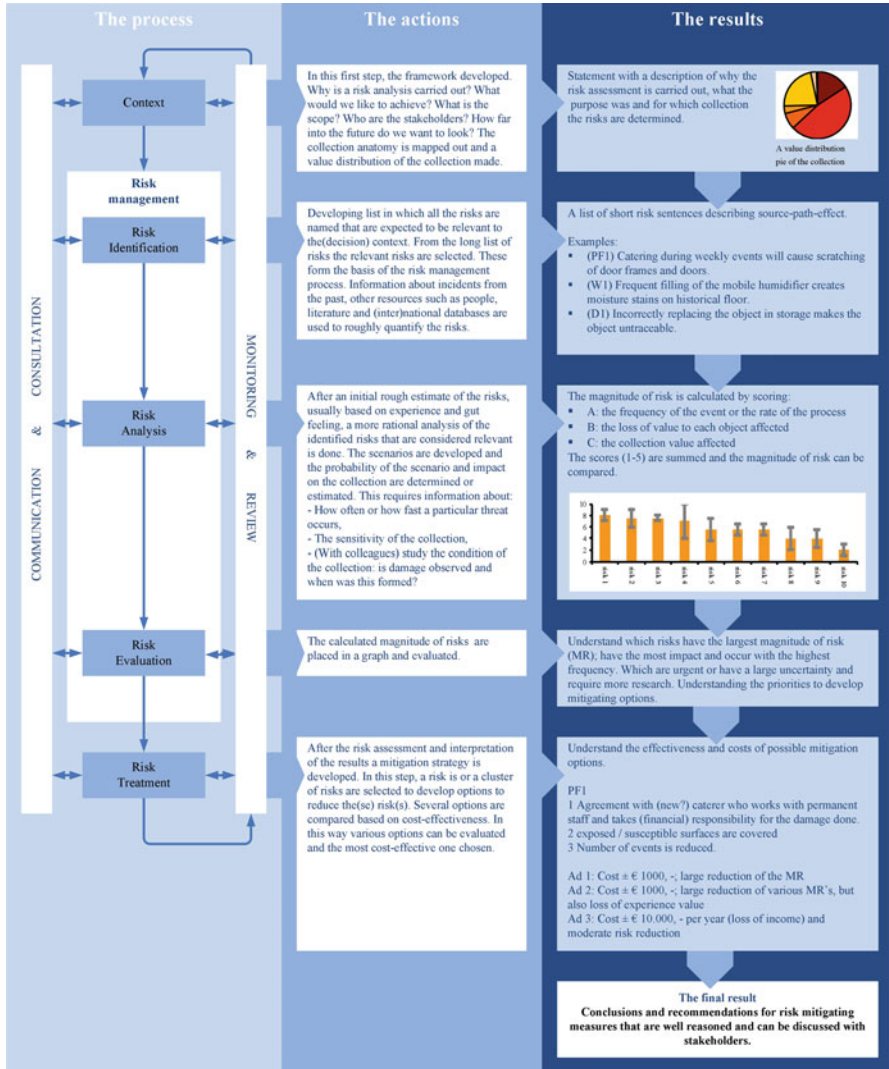 The process
The actions
The results
COMMUNICATION & CONSULTATION
MONITORING & REVIEW
Context
In this first step, the framework developed.
Why is a risk analysis carried out? What
would we like to achieve? What is the
scope? Who are the stakeholders? How far
into the future do we want to look? The
collection anatomy is mapped out and a
value distribution of the collection made.
Statement with a description of why the
risk assessment is carried out, what the
purpose was and for which collection
the risks are determined.
A value distribution
pie of the collection
Risk
management
Risk
Identification
Developing list in which all the risks are
named that are expected to be relevant to
the(decision) context. From the long list of
risks the relevant risks are selected. These
form the basis of the risk management
process. Information about incidents from
the past, other resources such as people,
literature and (inter)national databases are
used to roughly quantify the risks.
A list of short risk sentences describing source-path-effect.
Examples:
▪ (PF1) Catering during weekly events will cause scratching
of door frames and doors.
▪ (W1) Frequent filling of the mobile humidifier creates
moisture stains on historical floor.
▪ (D1) Incorrectly replacing the object in storage makes the
object untraceable.
Risk
Analysis
After an initial rough estimate of the risks,
usually based on experience and gut
feeling, a more rational analysis of the
identified risks that are considered relevant
is done. The scenarios are developed and
the probability of the scenario and impact
on the collection are determined or
estimated. This requires information about:
- How often or how fast a particular threat
occurs,
- The sensitivity of the collection,
- (With colleagues) study the condition of
the collection: is damage observed and
when was this formed?
The magnitude of risk is calculated by scoring:
▪ A: the frequency of the event or the rate of the process
▪ B: the loss of value to each object affected
▪ C: the collection value affected
The scores (1-5) are summed and the magnitude of risk can be
compared.
10
8
6
4
2
0
risk 1
risk 2
risk 3
risk 4
risk 5
risk 6
risk 7
risk 8
risk 9
risk 10
Risk
Evaluation
The calculated magnitude of risks are
placed in a graph and evaluated.
Understand which risks have the largest magnitude of risk
(MR); have the most impact and occur with the highest
frequency. Which are urgent or have a large uncertainty and
require more research. Understanding the priorities to develop
mitigating options.
Risk
Treatment
After the risk assessment and interpretation
of the results a mitigation strategy is
developed. In this step, a risk is or a cluster
of risks are selected to develop options to
reduce the(se) risk(s). Several options are
compared based on cost-effectiveness. In
this way various options can be evaluated
and the most cost-effective one chosen.
Understand the effectiveness and costs of possible mitigation
options.
PF1
1 Agreement with (new?) caterer who works with permanent
staff and takes (financial) responsibility for the damage done.
2 exposed / susceptible surfaces are covered
3 Number of events is reduced.
Ad 1: Cost ± € 1000, -; large reduction of the MR
Ad 2: Cost ± € 1000, -; large reduction of various MR´s, but
also loss of experience value
Ad 3: Cost ± € 10.000, - per year (loss of income) and
moderate risk reduction
The final result
Conclusions and recommendations for risk mitigating
measures that are well reasoned and can be discussed with
stakeholders.